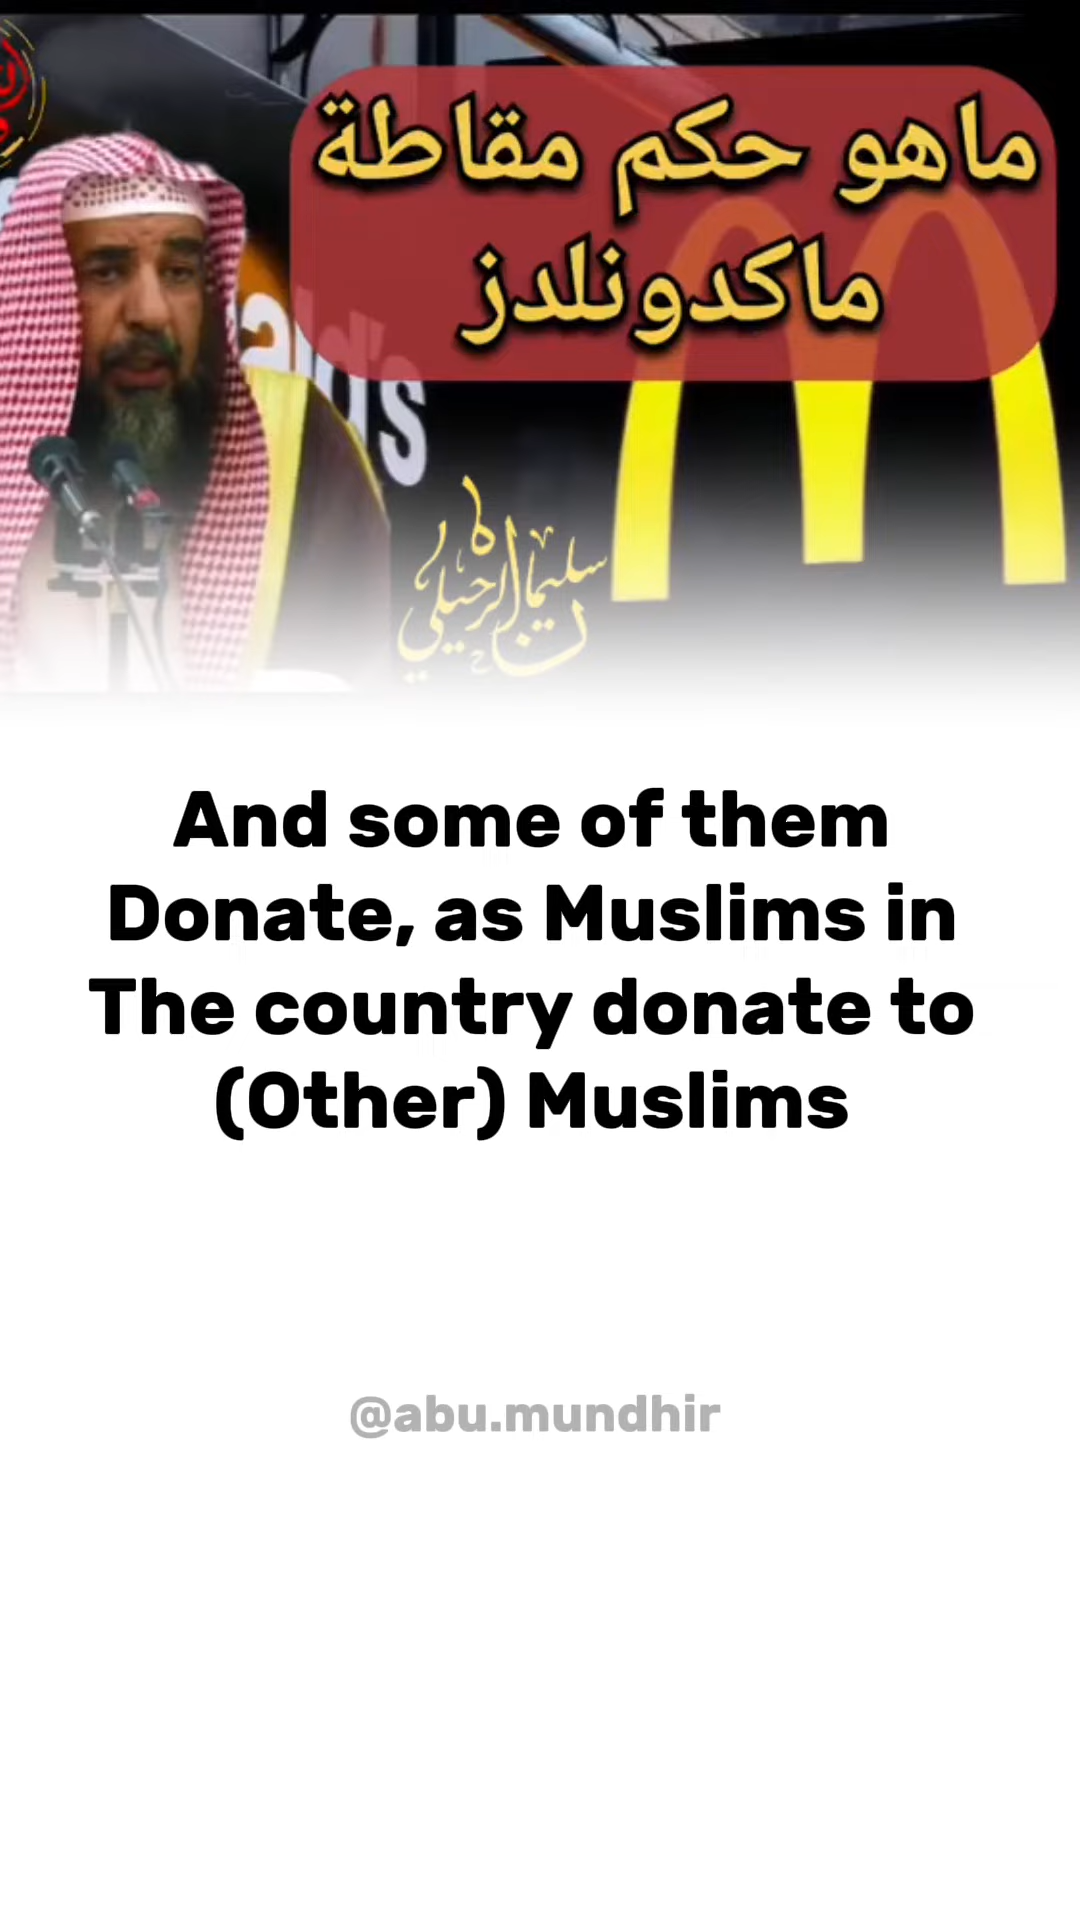 ماهو حكم مقاطة
ماكدونلدز
ald's
سليمان الرحيلي
And some of them
Donate, as Muslims in
The country donate to
(Other) Muslims
@abu.mundhir